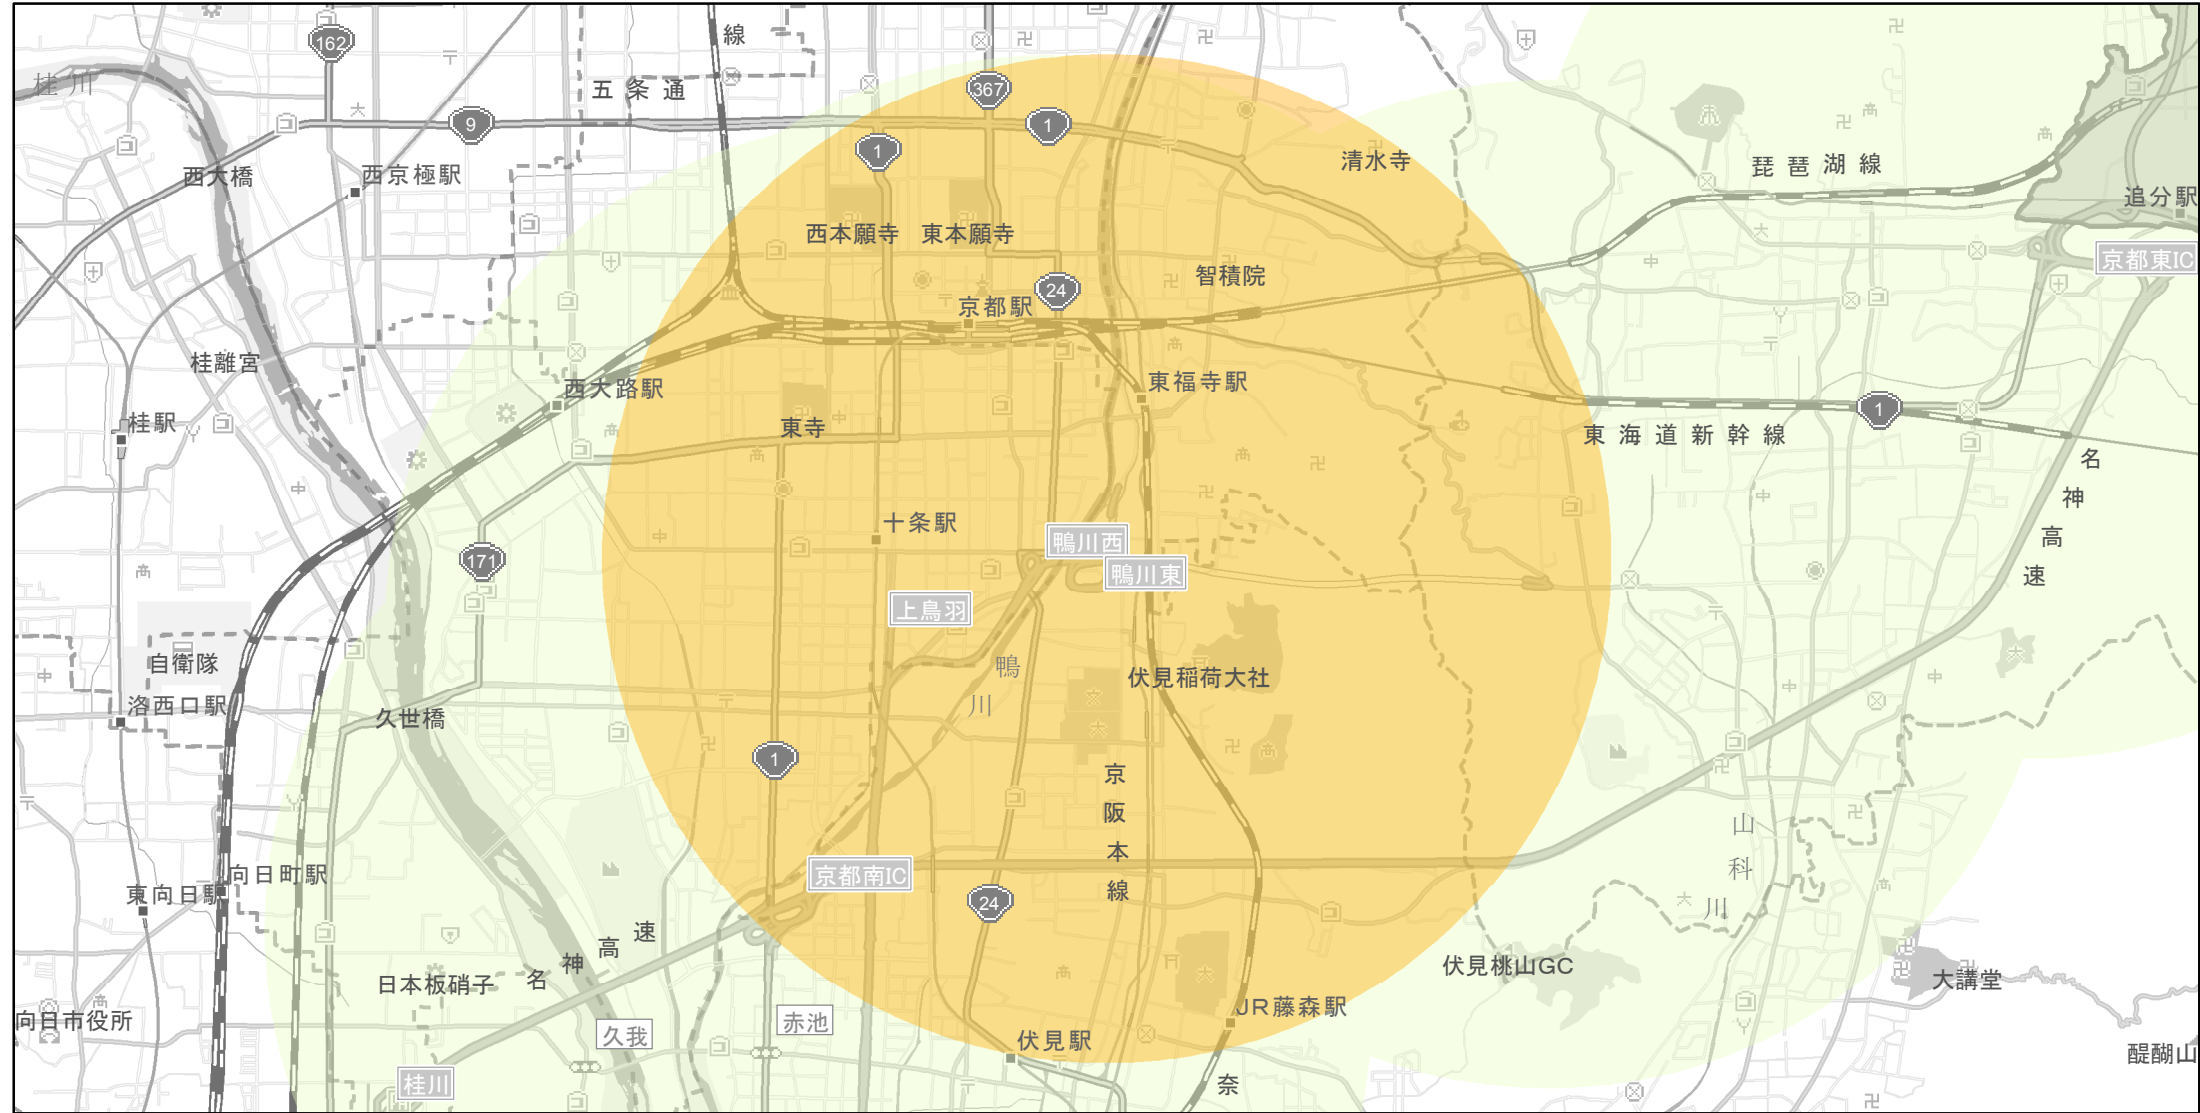 162
線
五条通
367
桂川
9
1
1
西大橋
西京極駅
清水寺
琵琶湖線
追分駅
西本願寺
東本願寺
京都東IC
智積院
24
京都駅
桂離宮
西大路駅
東福寺駅
桂駅
東寺
1
東海道新幹線
名神高速
十条駅
鴨川西
鴨川東
171
上鳥羽
自衛隊
鴨川
伏見稲荷大社
洛西口駅
久世橋
1
京阪本線
山科川
向日町駅
東向日駅
京都南IC
24
名神高速
日本板硝子
伏見桃山GC
大講堂
向日市役所
久我
赤池
JR藤森駅
伏見駅
醍醐山
桂川
奈